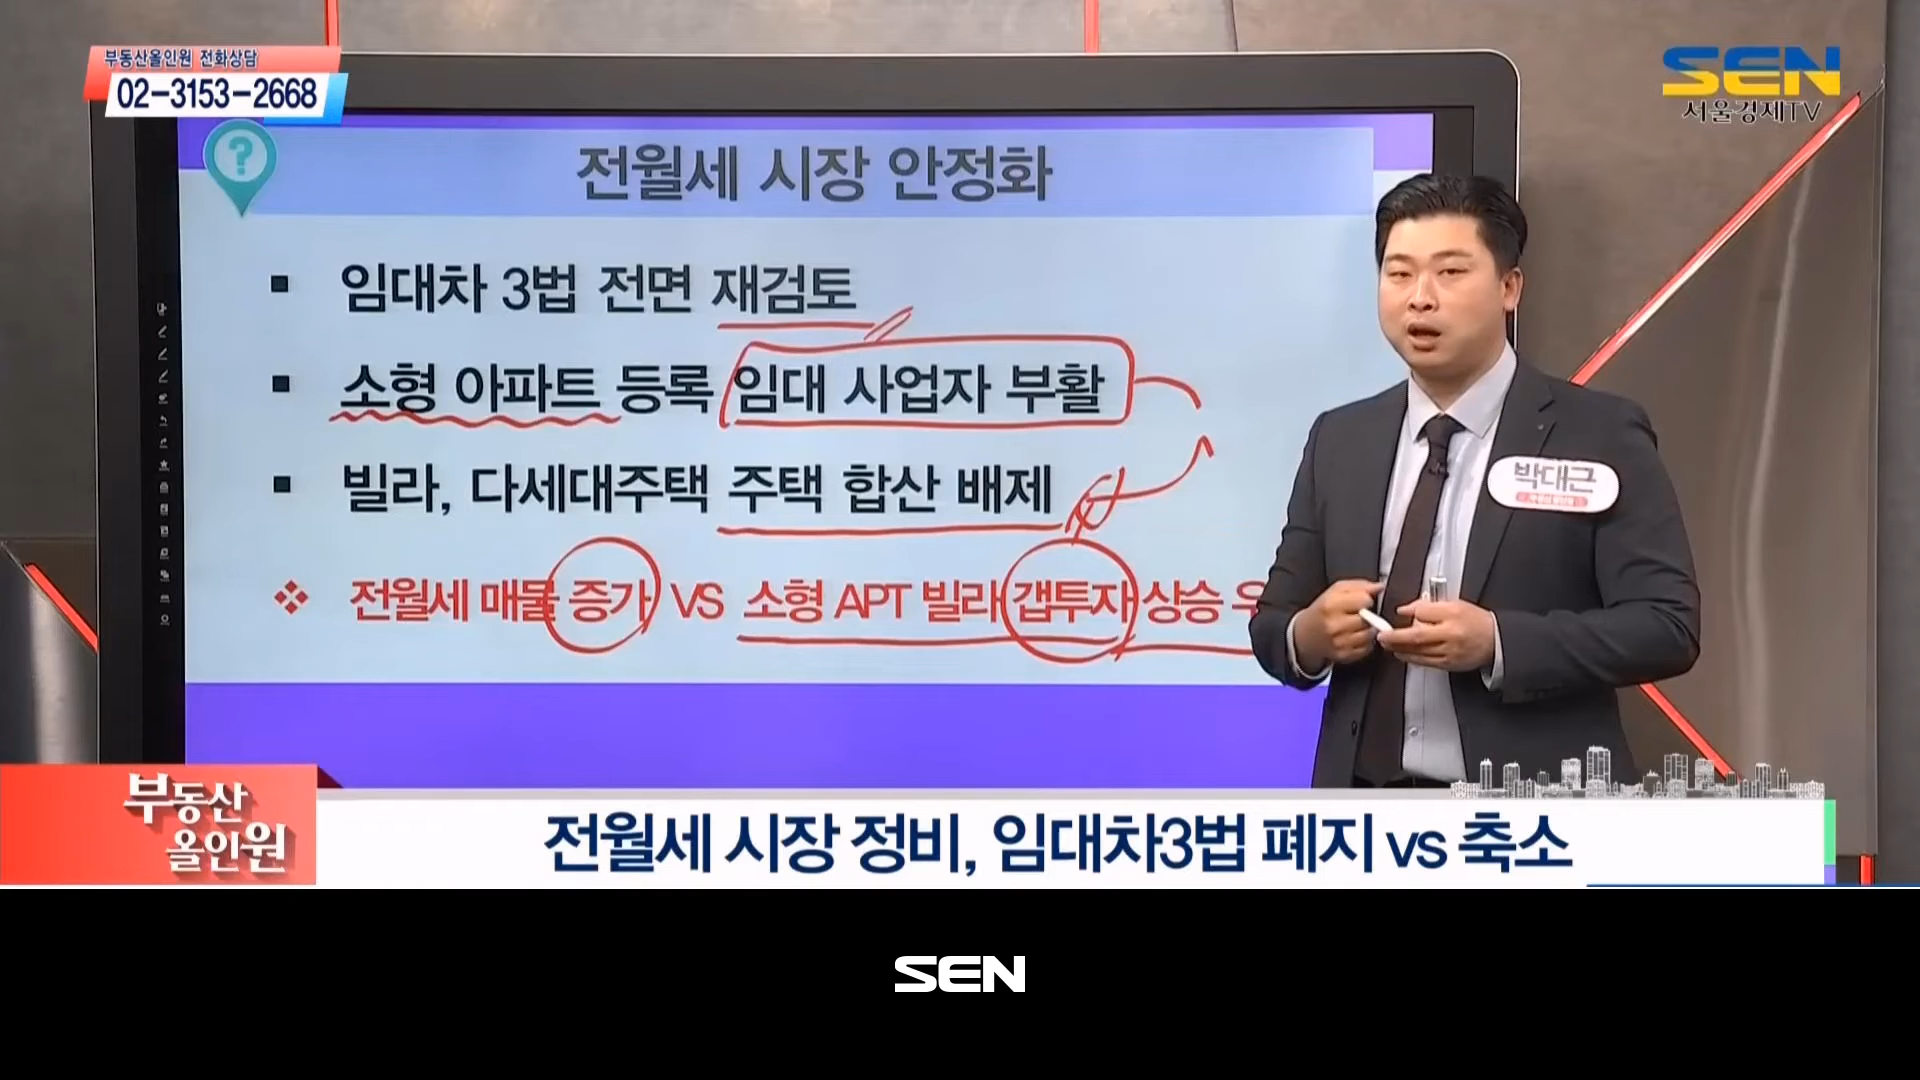 부동산올인원 전화상담
02-3153-2668
SEN
서울경제TV
?
전월세 시장 안정화
▪ 임대차 3법 전면 재검토
▪ 소형 아파트 등록 임대 사업자 부활
▪ 빌라, 다세대주택 주택 합산 배제
❖ 전월세 매물 증가 VS 소형 APT 빌라 갭투자 상승
박대근
부동산
올인원
전월세 시장 정비, 임대차3법 폐지 vs 축소
SEN